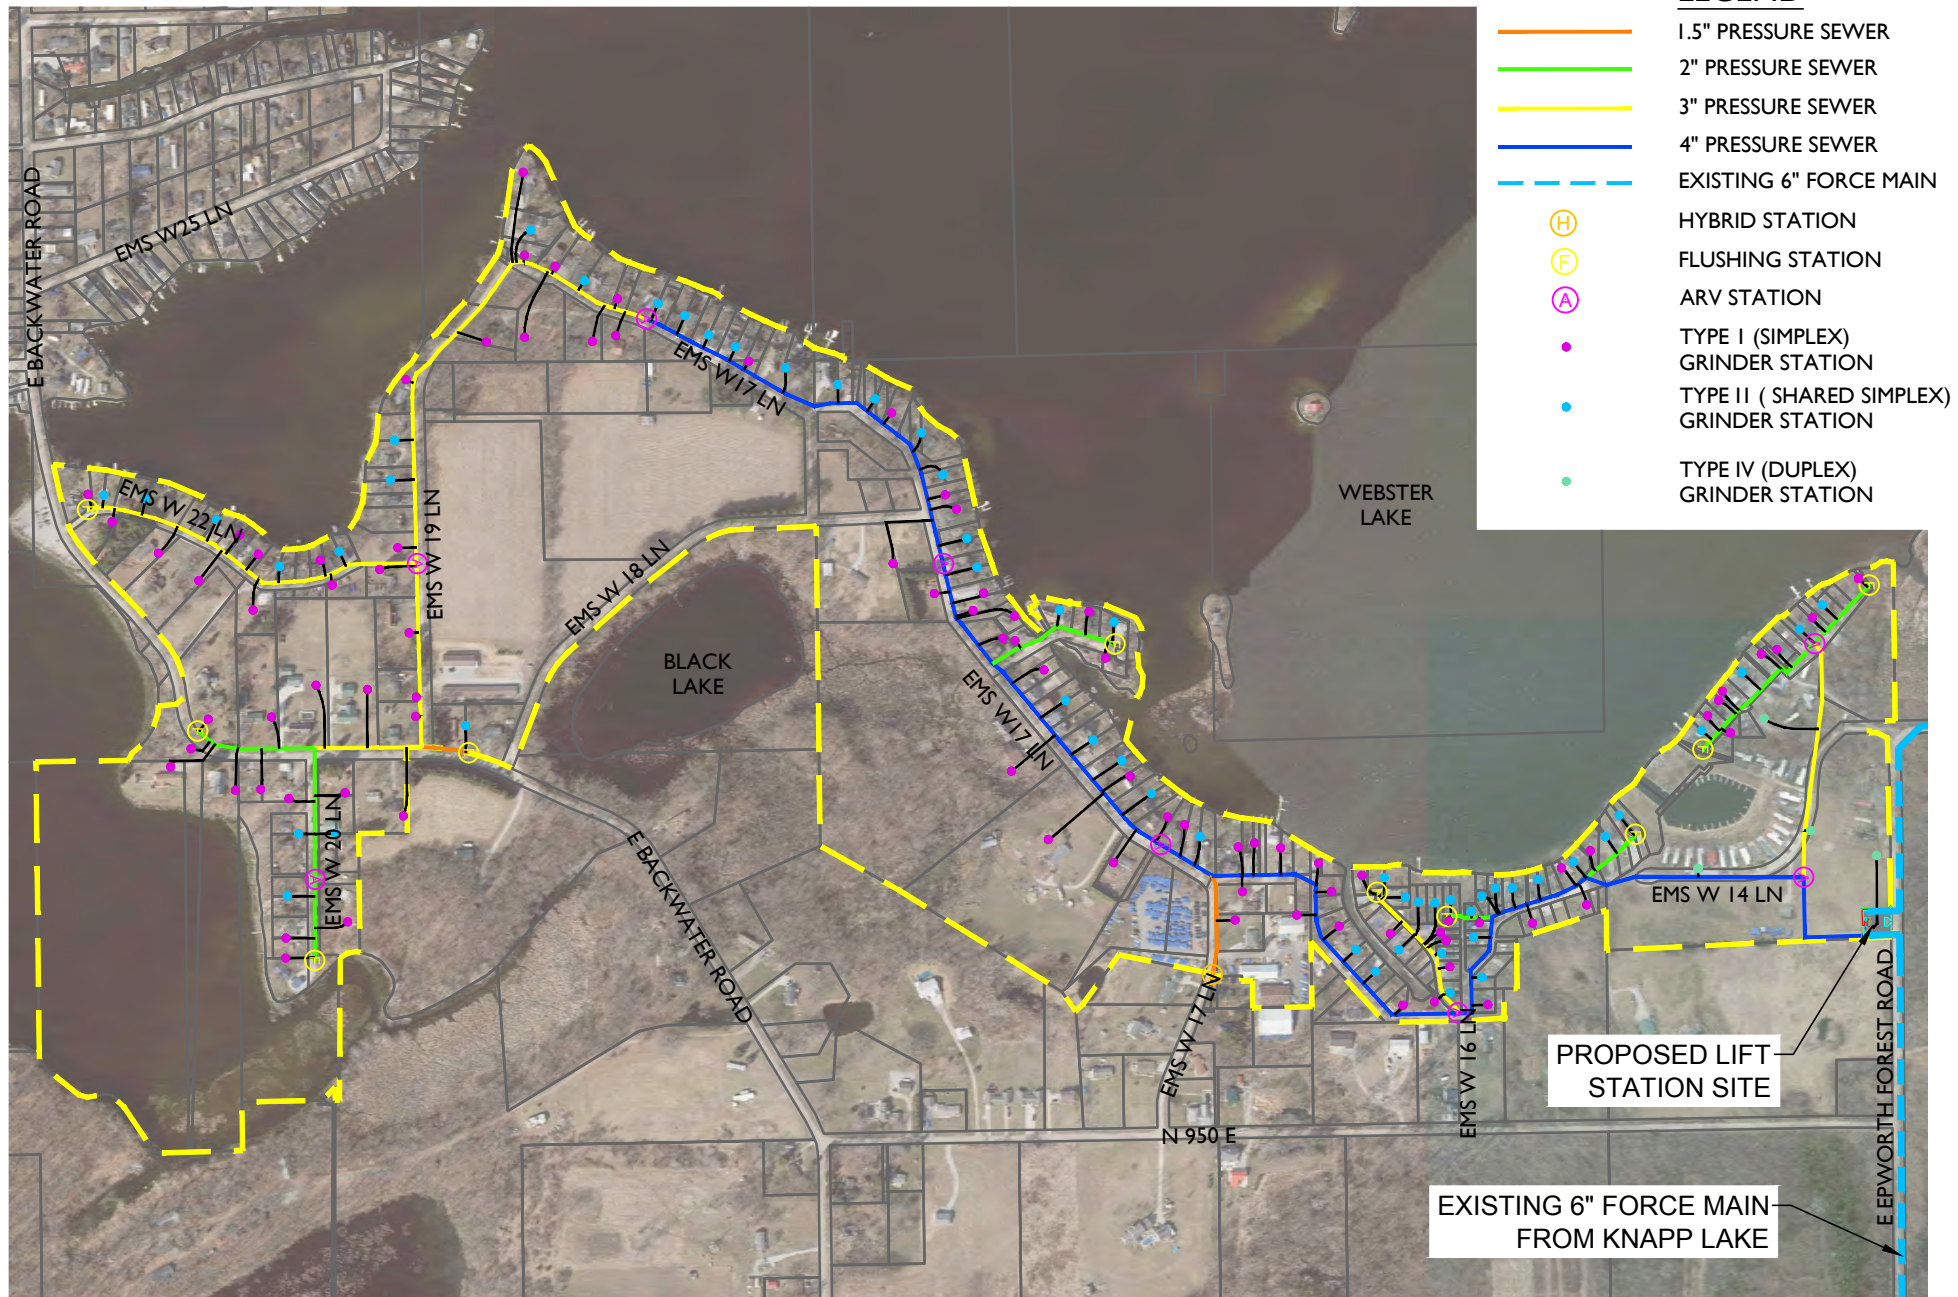 LEGEND
1.5" PRESSURE SEWER
2" PRESSURE SEWER
3" PRESSURE SEWER
4" PRESSURE SEWER
EXISTING 6" FORCE MAIN
H HYBRID STATION
F FLUSHING STATION
A ARV STATION
TYPE I (SIMPLEX)
GRINDER STATION
TYPE II ( SHARED SIMPLEX)
GRINDER STATION
TYPE IV (DUPLEX)
GRINDER STATION
E BACKWATER ROAD
EMS W25 LN
EMS W17 LN
EMS W 22 LN
EMS W 19 LN
EMS W 18 LN
WEBSTER
LAKE
BLACK
LAKE
EMS W17 LN
EMS W 20 LN
E BACKWATER ROAD
EMS W 17 LN
EMS W 16 LN
EMS W 14 LN
N 950 E
E EPWORTH FOREST ROAD
PROPOSED LIFT
STATION SITE
EXISTING 6" FORCE MAIN
FROM KNAPP LAKE